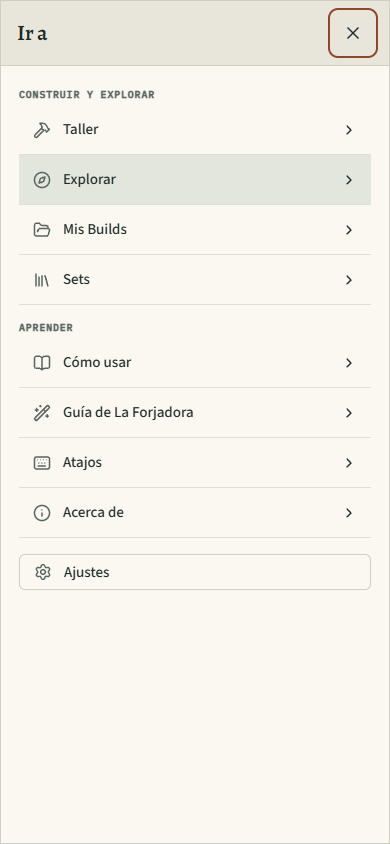 Ir a
CONSTRUIR Y EXPLORAR
Taller
Explorar
Mis Builds
Sets
APRENDER
Cómo usar
Guía de La Forjadora
Atajos
Acerca de
Ajustes